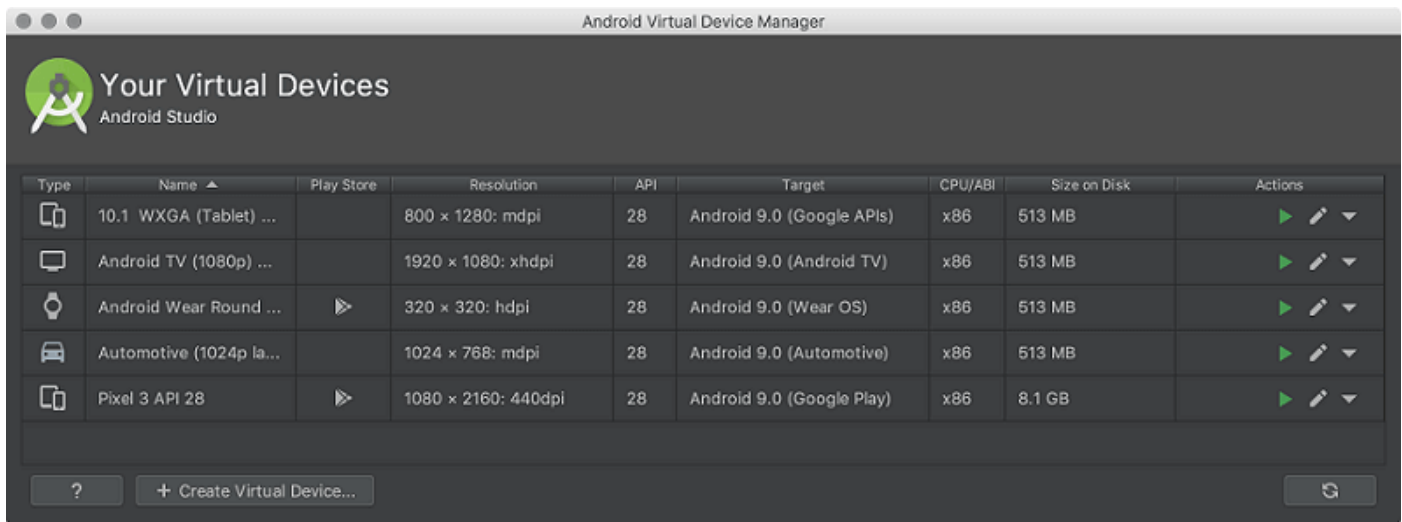 Android Virtual Device Manager
Your Virtual Devices
Android Studio
Type Name Play Store Resolution API Target CPU/ABI Size on Disk Actions
10.1 WXGA (Tablet) ... 800 × 1280: mdpi 28 Android 9.0 (Google APIs) x86 513 MB
Android TV (1080p) ... 1920 × 1080: xhdpi 28 Android 9.0 (Android TV) x86 513 MB
Android Wear Round ... 320 × 320: hdpi 28 Android 9.0 (Wear OS) x86 513 MB
Automotive (1024p la... 1024 × 768: mdpi 28 Android 9.0 (Automotive) x86 513 MB
Pixel 3 API 28 1080 × 2160: 440dpi 28 Android 9.0 (Google Play) x86 8.1 GB
? + Create Virtual Device...